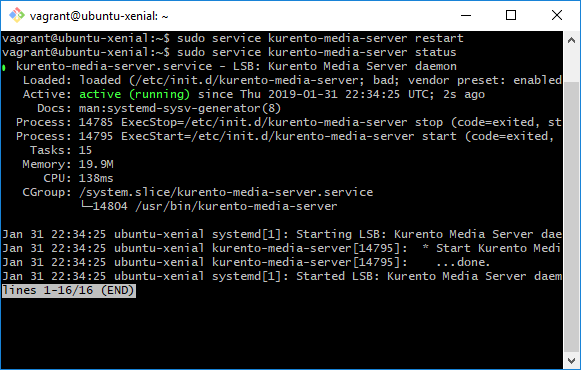 vagrant@ubuntu-xenial: ~
vagrant@ubuntu-xenial:~$ sudo service kurento-media-server restart
vagrant@ubuntu-xenial:~$ sudo service kurento-media-server status
● kurento-media-server.service - LSB: Kurento Media Server daemon
   Loaded: loaded (/etc/init.d/kurento-media-server; bad; vendor preset: enabled
   Active: active (running) since Thu 2019-01-31 22:34:25 UTC; 2s ago
     Docs: man:systemd-sysv-generator(8)
  Process: 14785 ExecStop=/etc/init.d/kurento-media-server stop (code=exited, st
  Process: 14795 ExecStart=/etc/init.d/kurento-media-server start (code=exited,
    Tasks: 15
   Memory: 19.9M
      CPU: 138ms
   CGroup: /system.slice/kurento-media-server.service
           └─14804 /usr/bin/kurento-media-server
Jan 31 22:34:25 ubuntu-xenial systemd[1]: Starting LSB: Kurento Media Server dae
Jan 31 22:34:25 ubuntu-xenial kurento-media-server[14795]:  * Start Kurento Medi
Jan 31 22:34:25 ubuntu-xenial kurento-media-server[14795]:    ...done.
Jan 31 22:34:25 ubuntu-xenial systemd[1]: Started LSB: Kurento Media Server daem
lines 1-16/16 (END)